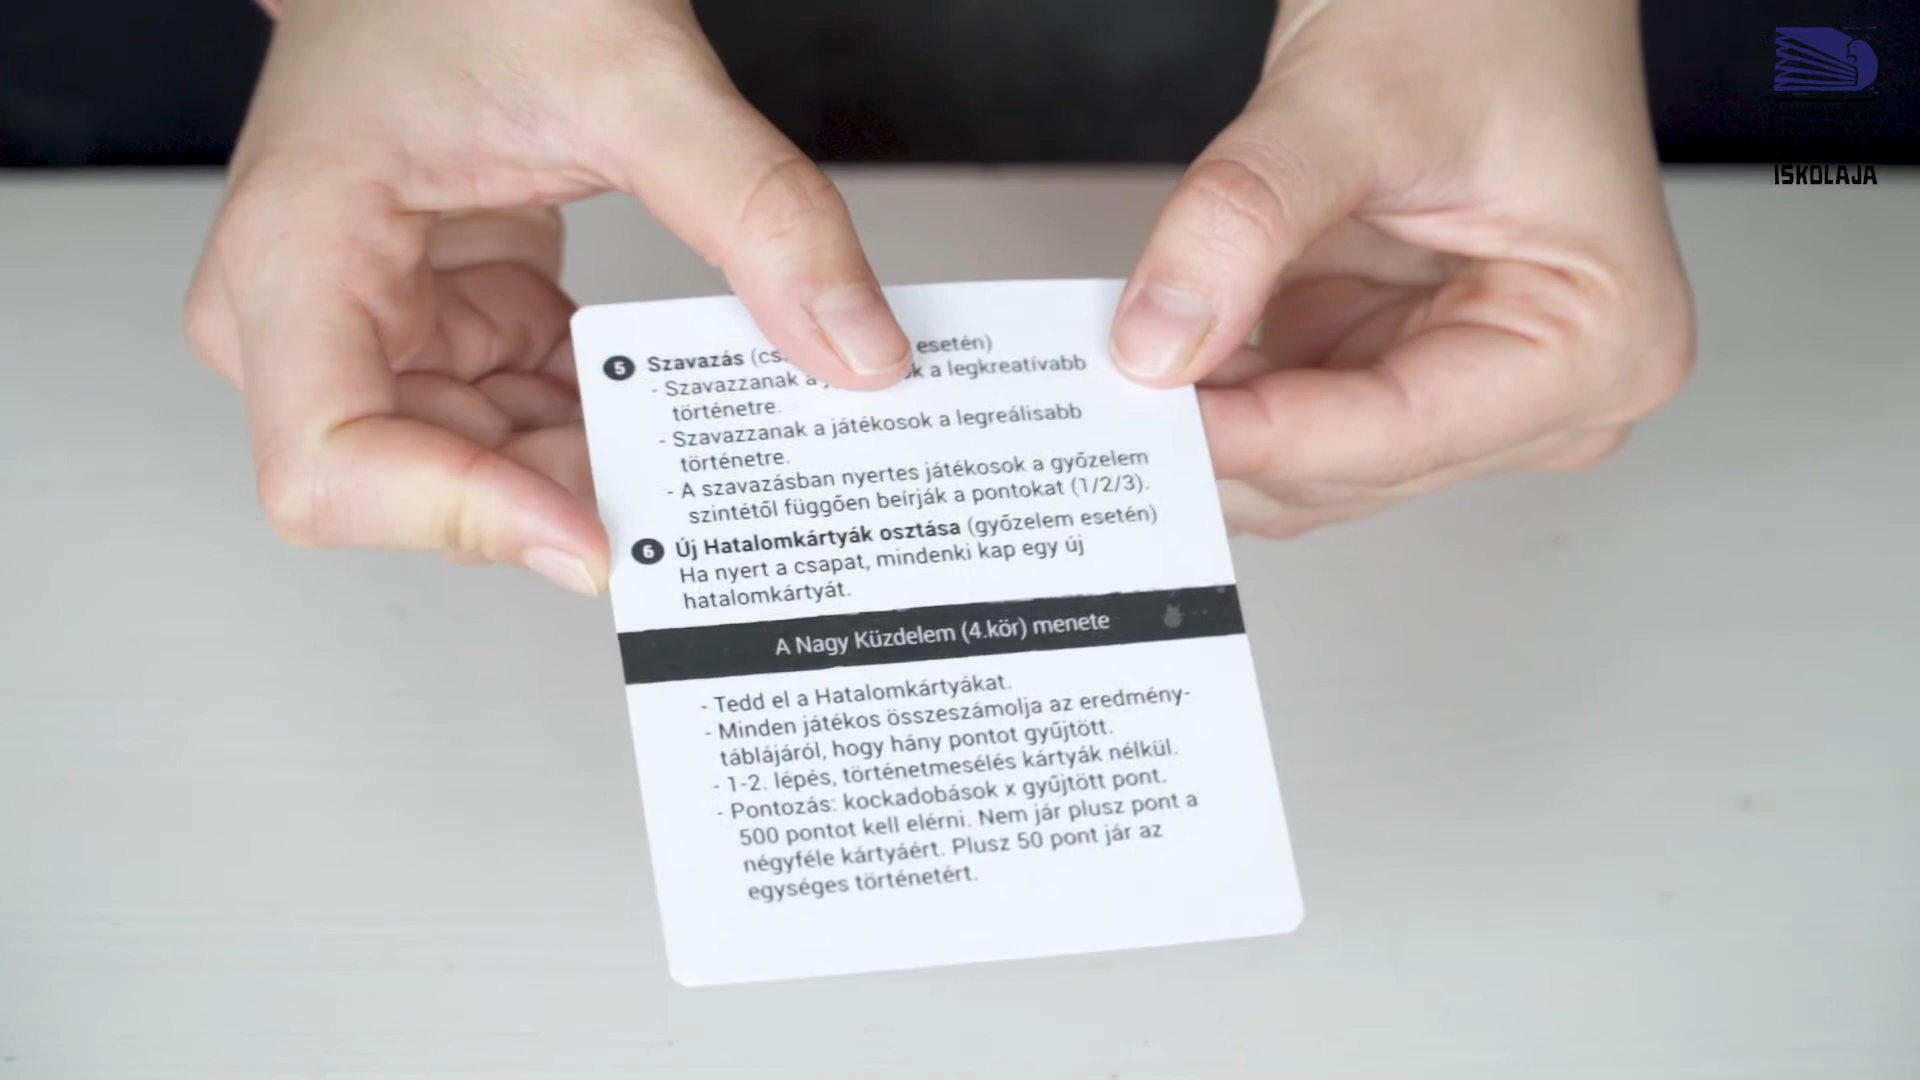 ISKOLAJA
5 Szavazás (cs esetén)
- Szavazzanak a k a legkreatívabb
történetre.
- Szavazzanak a játékosok a legreálisabb
történetre.
- A szavazásban nyertes játékosok a győzelem
szintétől függően beírják a pontokat (1/2/3).
6 Új Hatalomkártyák osztása (győzelem esetén)
Ha nyert a csapat, mindenki kap egy új
hatalomkártyát.
A Nagy Küzdelem (4.kör) menete
- Tedd el a Hatalomkártyákat.
- Minden játékos összeszámolja az eredmény-
táblájáról, hogy hány pontot gyűjtött.
- 1-2. lépés, történetmesélés kártyák nélkül.
- Pontozás: kockadobások x gyűjtött pont.
500 pontot kell elérni. Nem jár plusz pont a
négyféle kártyáért. Plusz 50 pont jár az
egységes történetért.